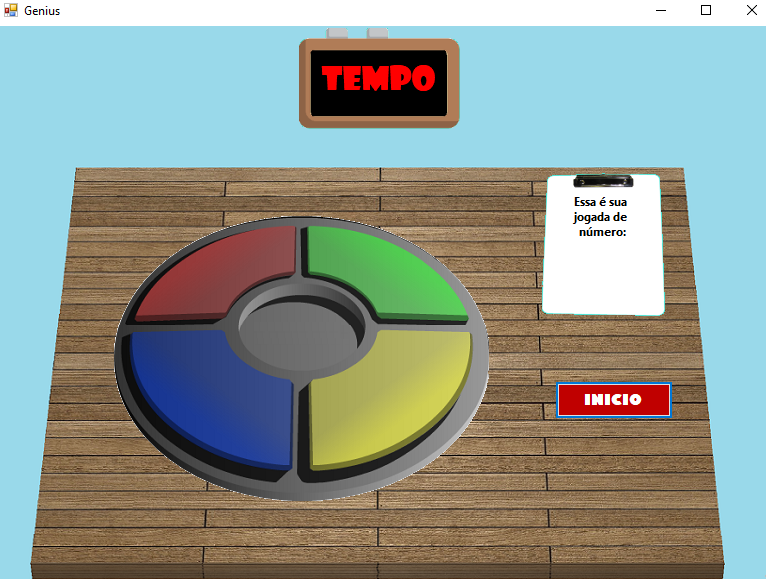 Genius
TEMPO
Essa é sua
jogada de
número:
INICIO